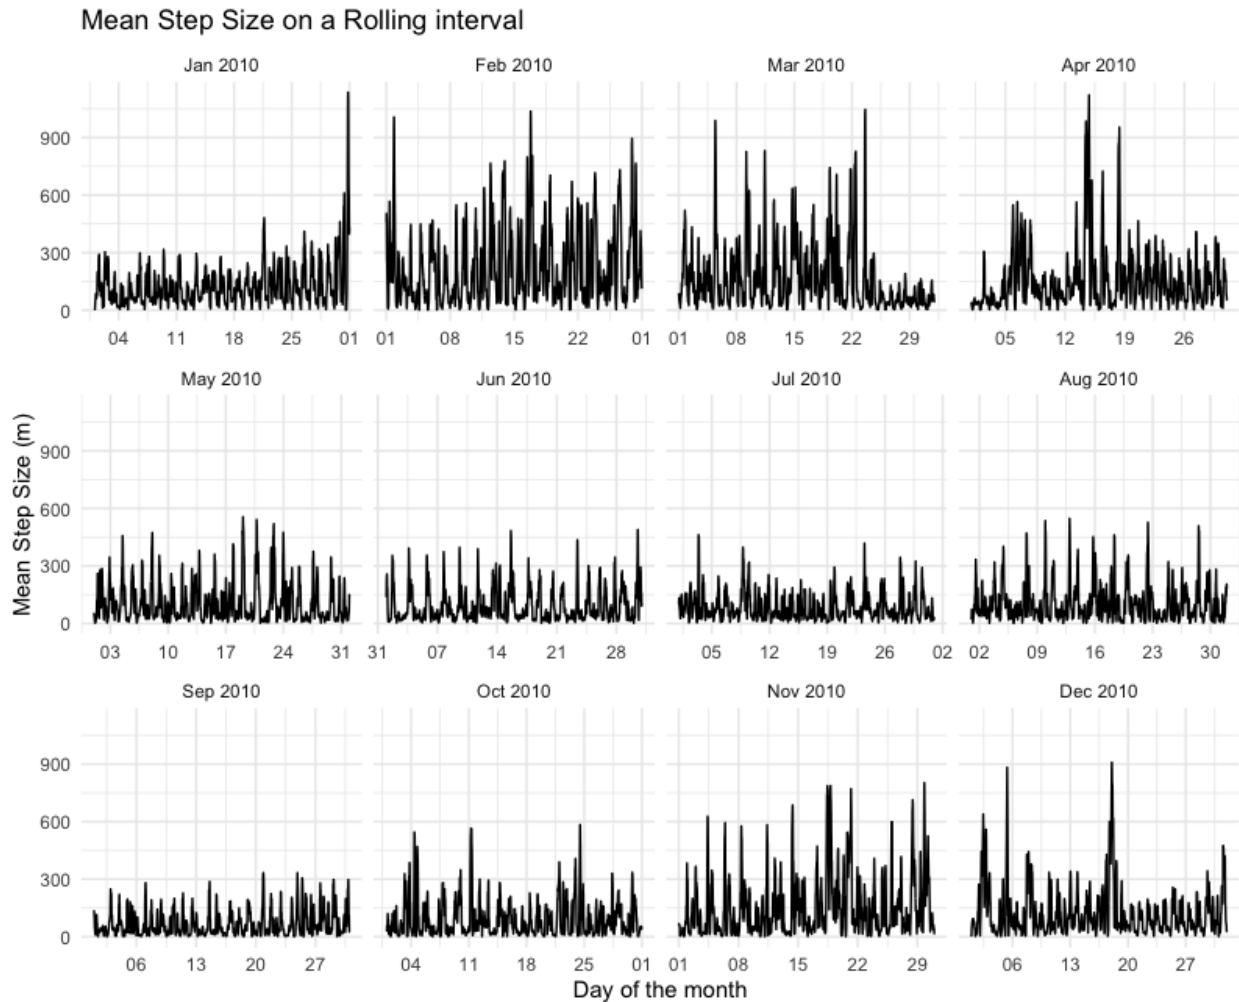 Mean Step Size on a Rolling interval
Jan 2010 Feb 2010 Mar 2010 Apr 2010
900
600
300
0
04 11 18 25 01 01 08 15 22 01 01 08 15 22 29 05 12 19 26
May 2010 Jun 2010 Jul 2010 Aug 2010
Mean Step Size (m)
900
600
300
0
03 10 17 24 31 31 07 14 21 28 05 12 19 26 02 02 09 16 23 30
Sep 2010 Oct 2010 Nov 2010 Dec 2010
900
600
300
0
06 13 20 27 04 11 18 25 01 01 08 15 22 29 06 13 20 27
Day of the month